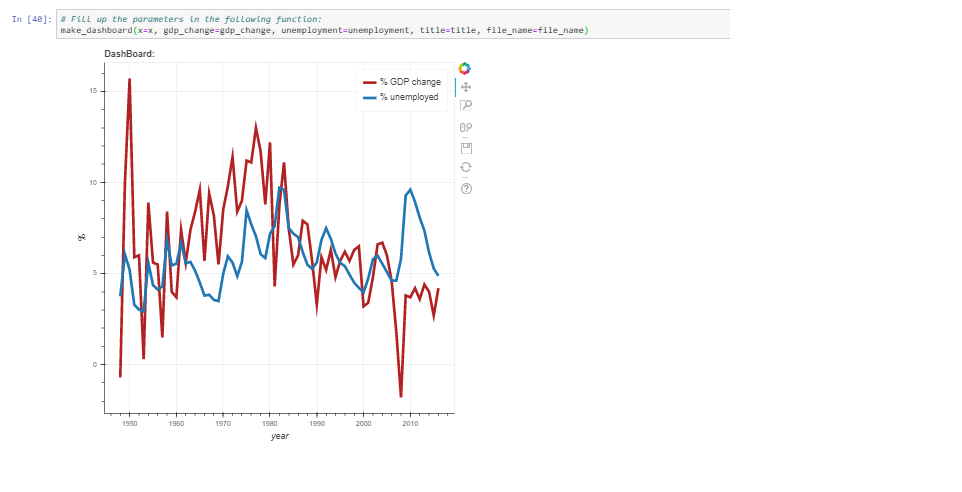 In [40]:
# Fill up the parameters in the following function:
make_dashboard(x=x, gdp_change=gdp_change, unemployment=unemployment, title=title, file_name=file_name)
DashBoard:
% GDP change
% unemployed
15
10
5
0
%
1950 1960 1970 1980 1990 2000 2010
year